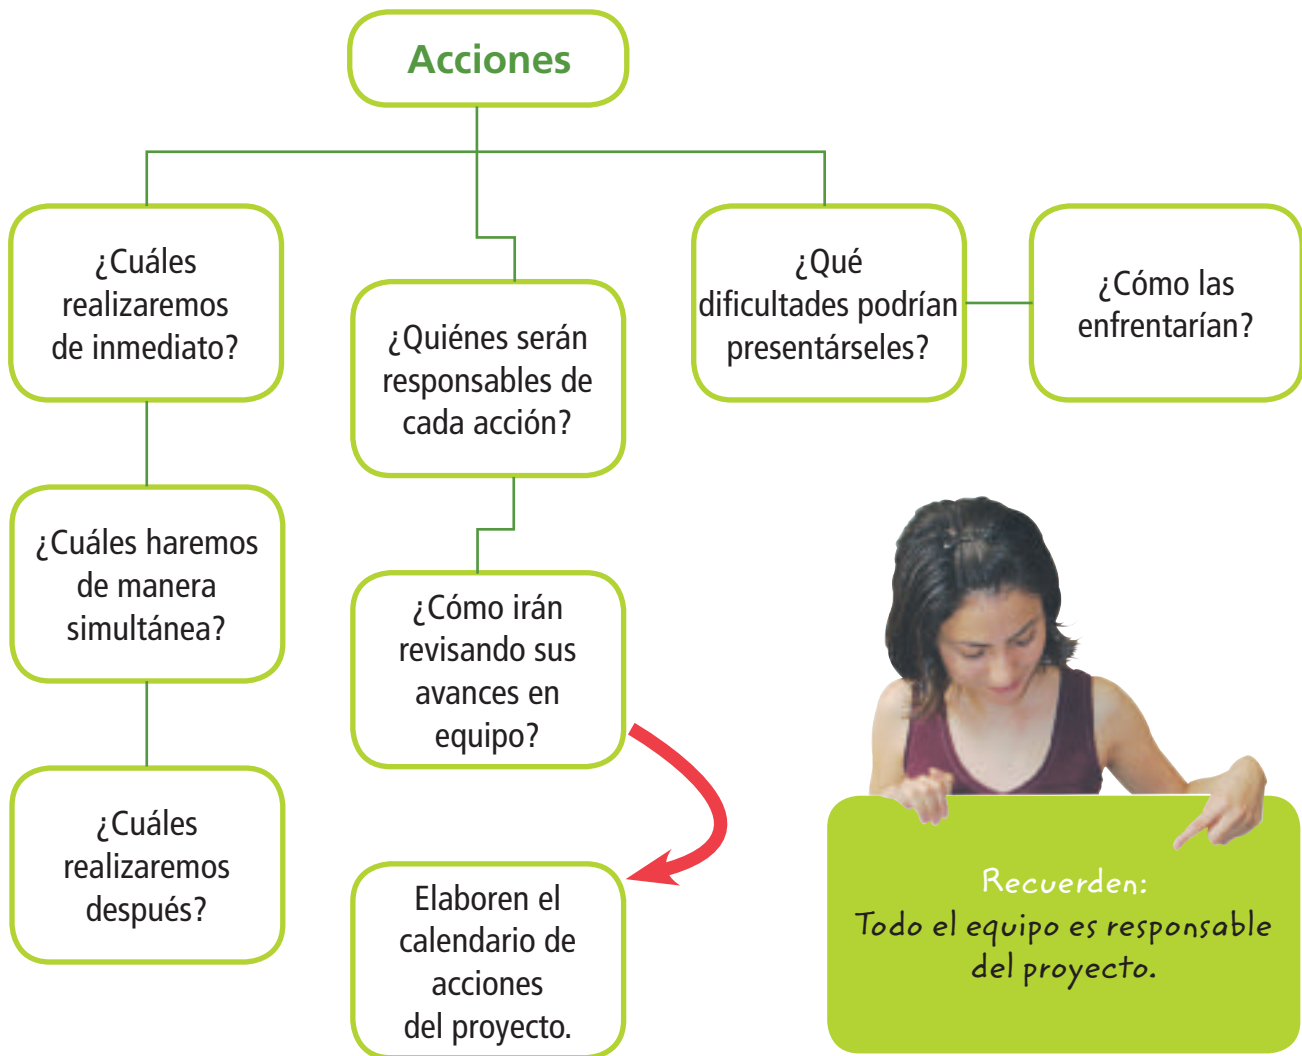 Acciones
¿Cuáles
realizaremos
de inmediato?
¿Cuáles haremos
de manera
simultánea?
¿Cuáles
realizaremos
después?
¿Quiénes serán
responsables de
cada acción?
¿Cómo irán
revisando sus
avances en
equipo?
Elaboren el
calendario de
acciones
del proyecto.
¿Qué
dificultades podrían
presentárseles?
¿Cómo las
enfrentarían?
Recuerden:
Todo el equipo es responsable
del proyecto.